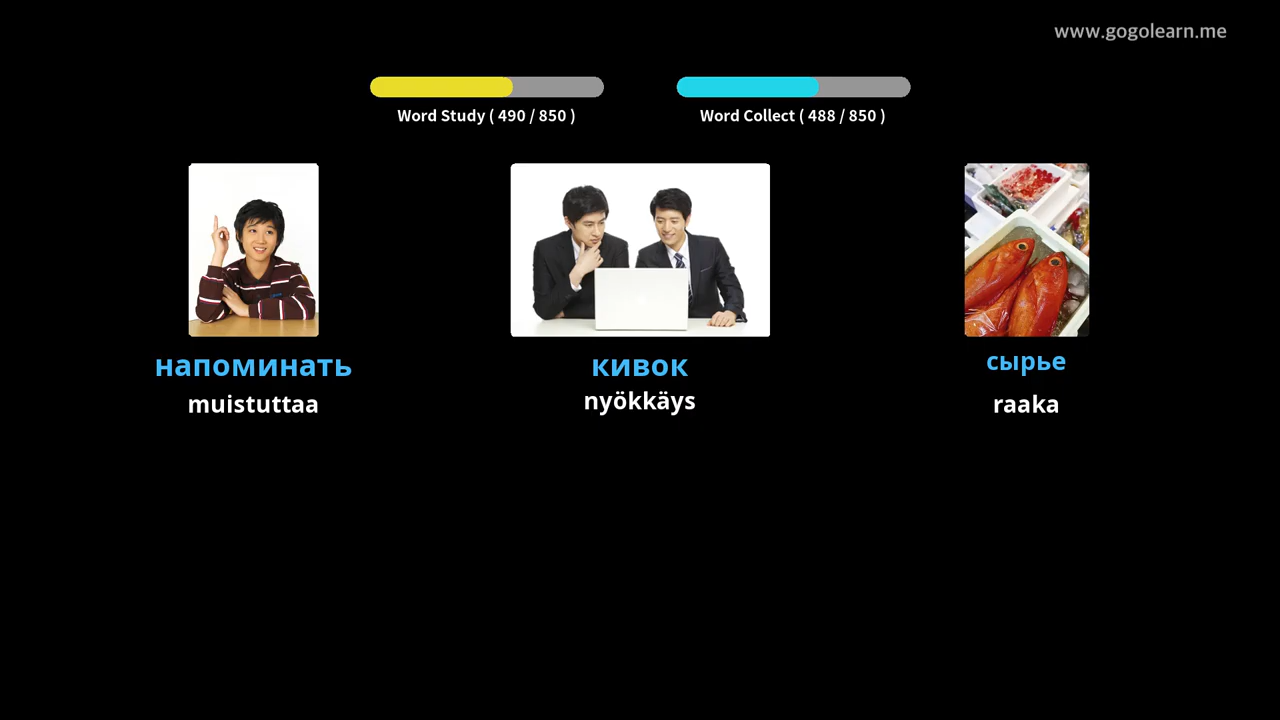 www.gogolearn.me
Word Study ( 490 / 850 )
Word Collect ( 488 / 850 )
напоминать
muistuttaa
кивок
nyökkäys
сырье
raaka